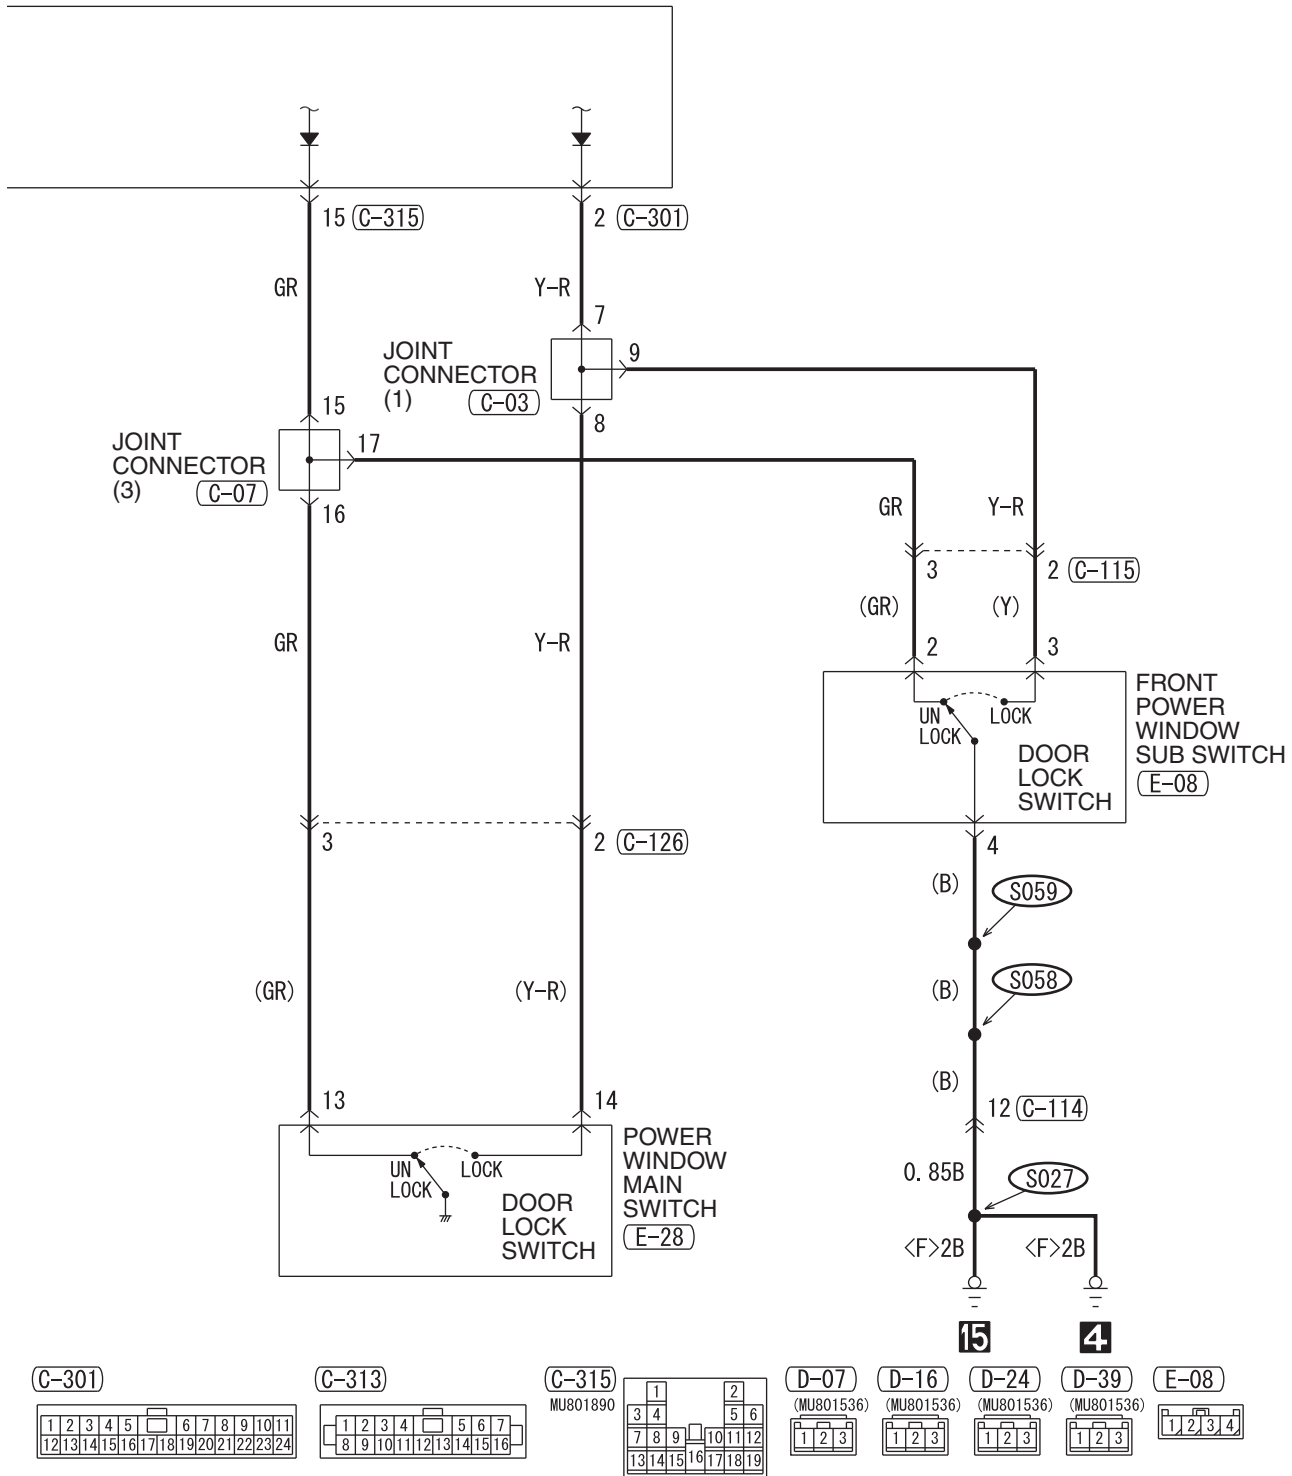 15 C-315
2 C-301
GR
Y-R
7
JOINT
CONNECTOR
(1) C-03
9
8
15
JOINT
CONNECTOR
(3) C-07
17
16
GR
Y-R
3
2 C-115
(GR)
(Y)
2
3
GR
Y-R
UN
LOCK
LOCK
DOOR
LOCK
SWITCH
FRONT
POWER
WINDOW
SUB SWITCH
E-08
4
3
2 C-126
(B)
S059
(B)
S058
(GR)
(Y-R)
(B)
12 C-114
13
14
UN
LOCK
LOCK
DOOR
LOCK
SWITCH
POWER
WINDOW
MAIN
SWITCH
E-28
0.85B
S027
<F>2B
<F>2B
15
4
C-301
1 2 3 4 5 6 7 8 9 10 11
12 13 14 15 16 17 18 19 20 21 22 23 24
C-313
1 2 3 4 5 6 7
8 9 10 11 12 13 14 15 16
C-315
MU801890
1 2
3 4 5 6
7 8 9 10 11 12
13 14 15 16 17 18 19
D-07
(MU801536)
1 2 3
D-16
(MU801536)
1 2 3
D-24
(MU801536)
1 2 3
D-39
(MU801536)
1 2 3
E-08
1 2 3 4